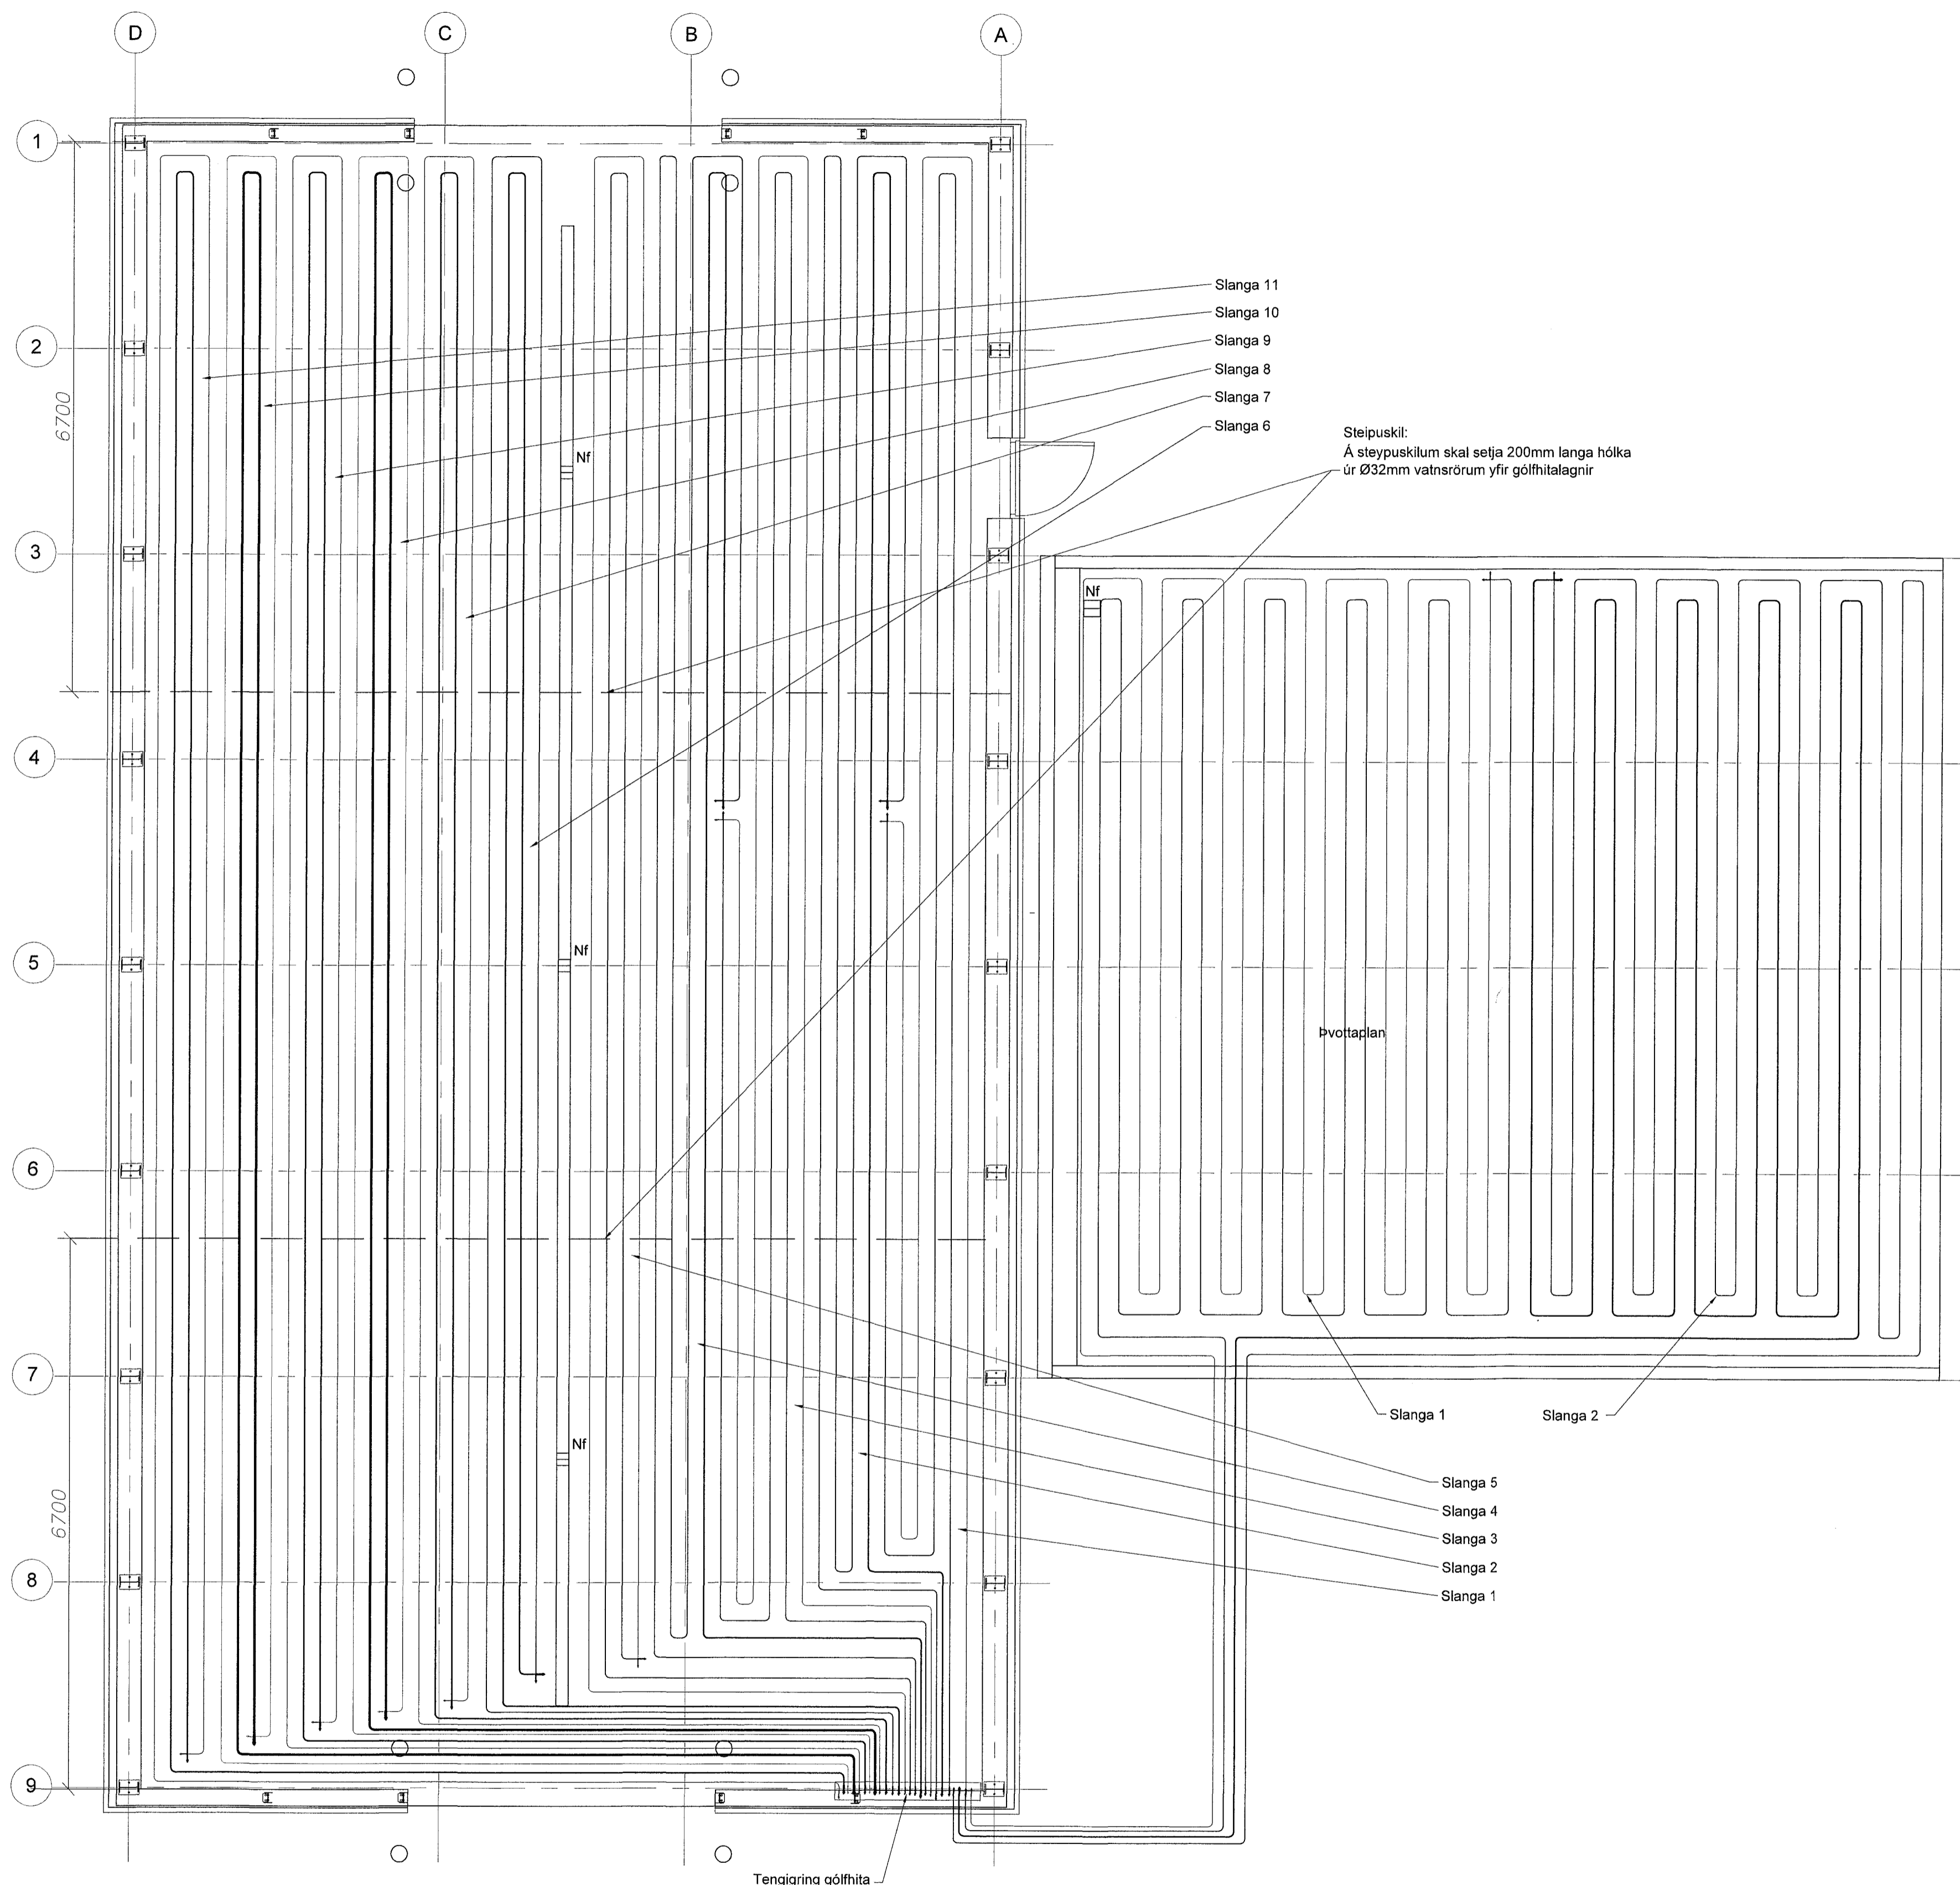 D
C
B
A
1
2
3
4
5
6
7
8
9
6700
6700
Slanga 11
Slanga 10
Slanga 9
Slanga 8
Slanga 7
Slanga 6
Steipuskil:
Á steypuskilum skal setja 200mm langa hólka
úr Ø32mm vatnsrörum yfir gólfhitalagnir
Nf
Nf
Nf
Nf
Þvottaplan
Slanga 1
Slanga 2
Slanga 5
Slanga 4
Slanga 3
Slanga 2
Slanga 1
Tengigring gólfhita